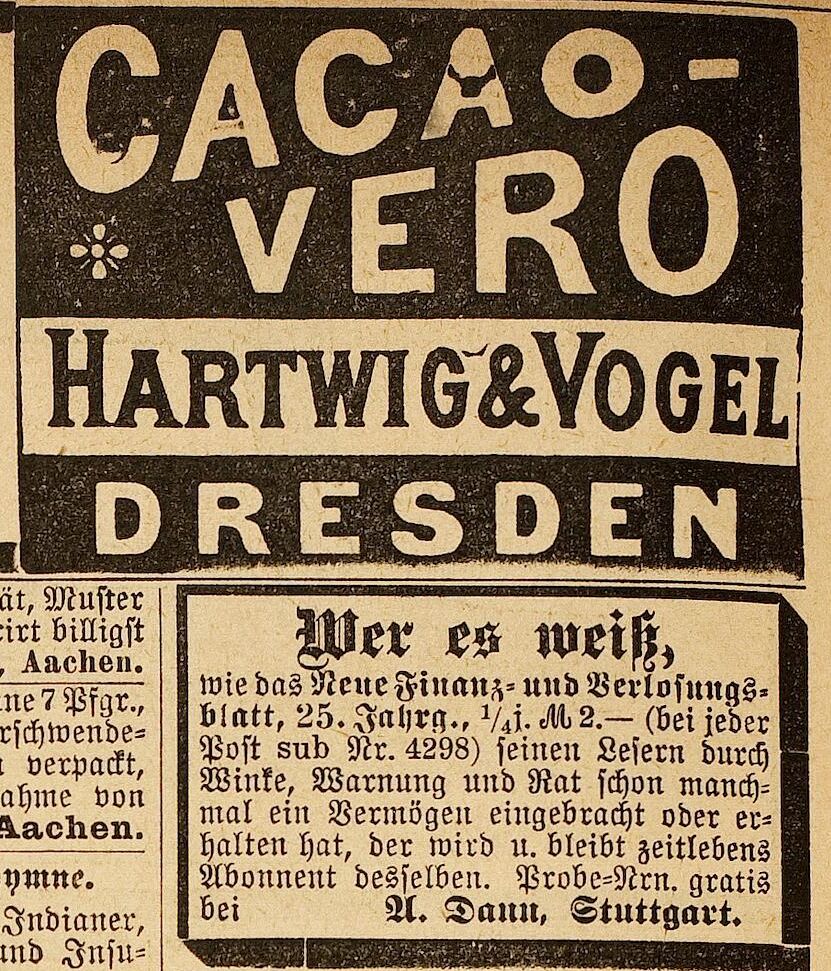 CACAO-
VERO
HARTWIG & VOGEL
DRESDEN
ät, Muſter
cirt billigſt
, Aachen.
ne 7 Pfgr.,
rſchwende=
verpackt,
ahme von
Aachen.
ymne.
Indianer,
und Inſu=
Wer es weiß,
wie das Neue Finanz= und Verloſungs=
blatt, 25. Jahrg., ¼j. M 2.— (bei jeder
Poſt sub Nr. 4298) ſeinen Leſern durch
Winke, Warnung und Rat ſchon manch=
mal ein Vermögen eingebracht oder er=
halten hat, der wird u. bleibt zeitlebens
Abonnent desſelben. Probe=Nrn. gratis
bei A. Dann, Stuttgart.